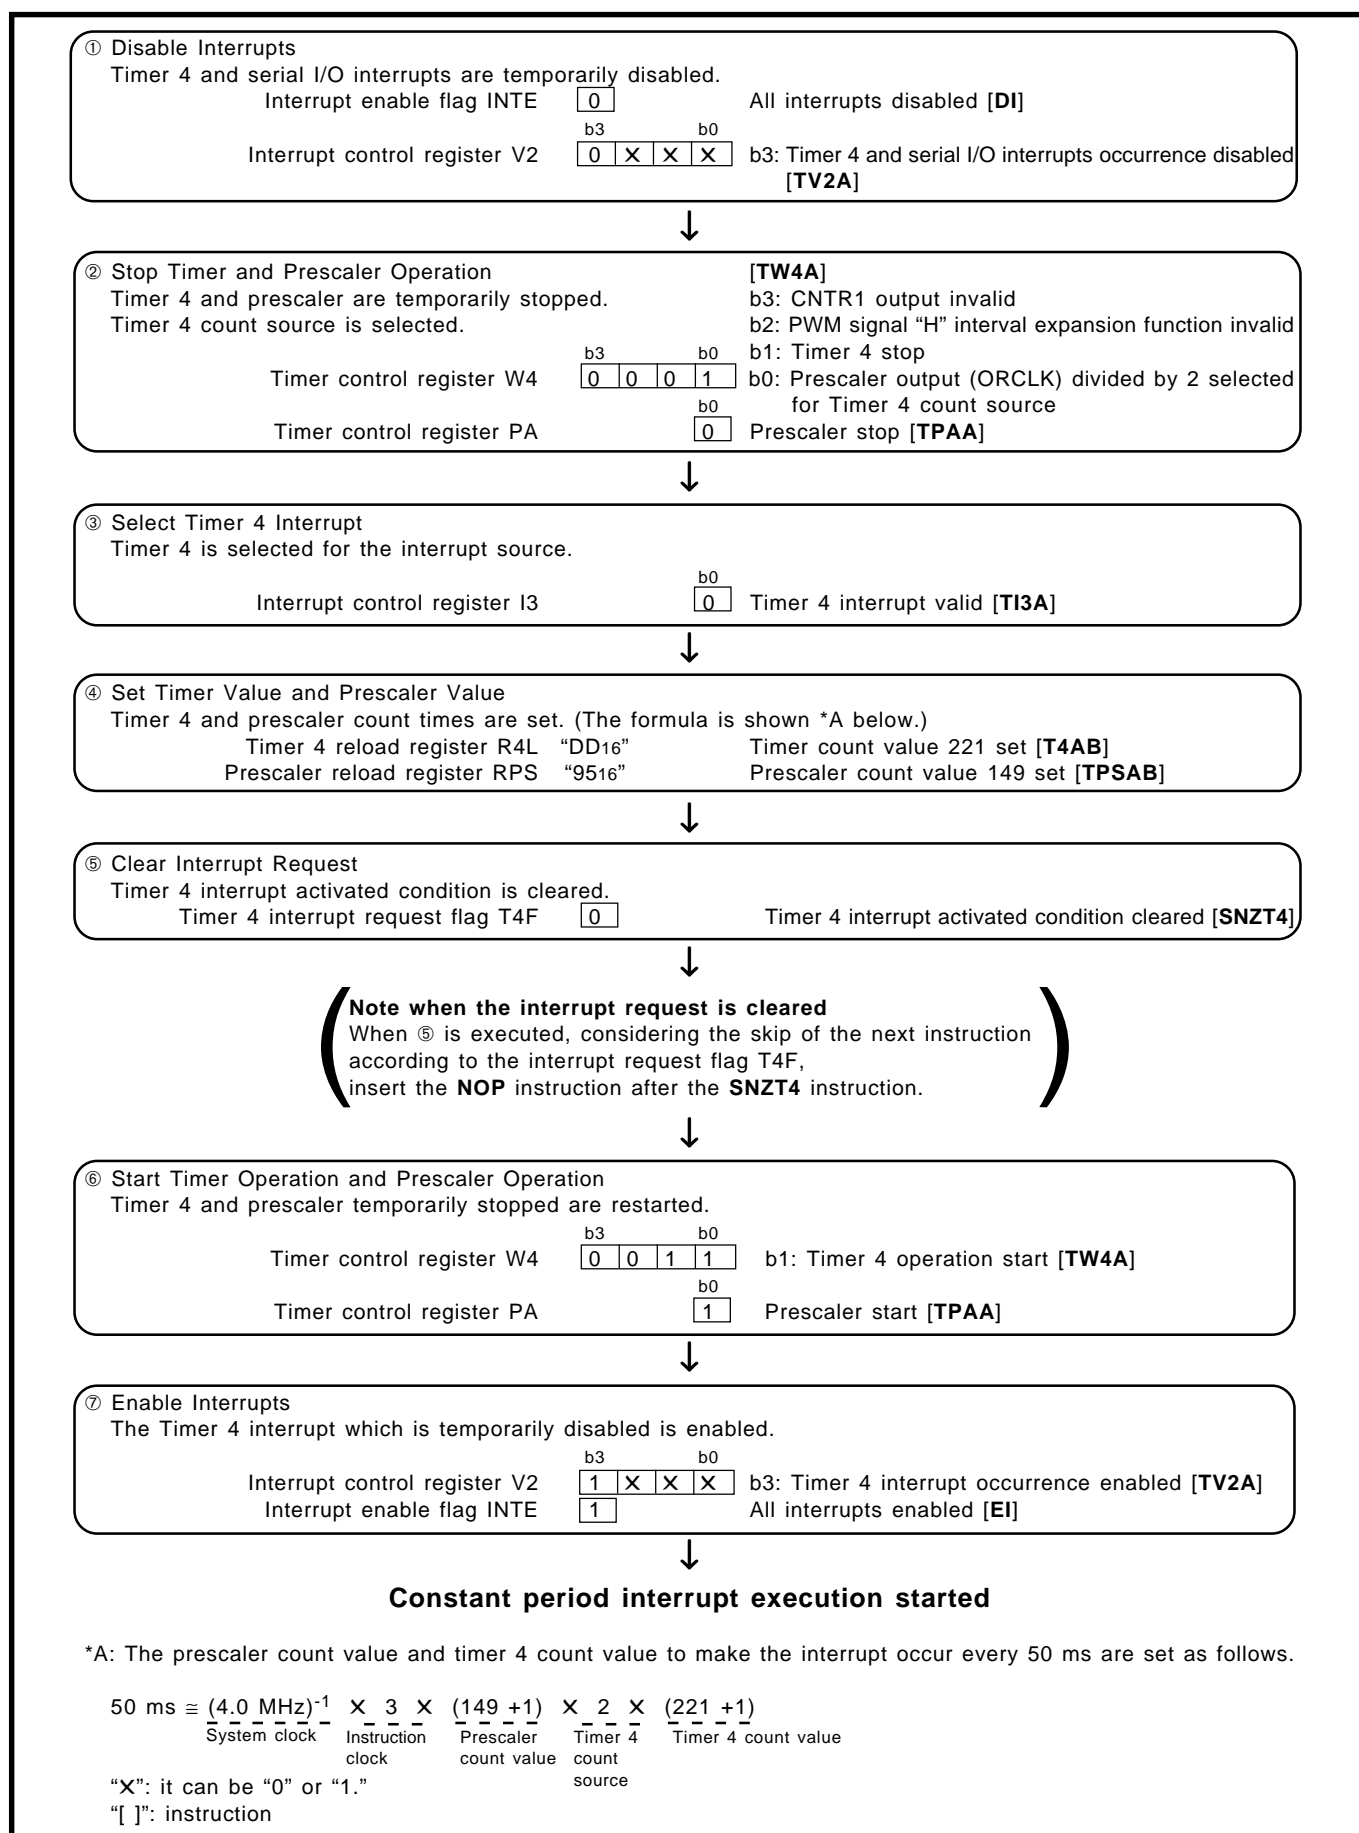 ① Disable Interrupts
Timer 4 and serial I/O interrupts are temporarily disabled.
Interrupt enable flag INTE 0 All interrupts disabled [DI]
b3 b0
Interrupt control register V2 0 X X X b3: Timer 4 and serial I/O interrupts occurrence disabled
[TV2A]
↓
② Stop Timer and Prescaler Operation [TW4A]
Timer 4 and prescaler are temporarily stopped. b3: CNTR1 output invalid
Timer 4 count source is selected. b2: PWM signal “H” interval expansion function invalid
b3 b0 b1: Timer 4 stop
Timer control register W4 0 0 0 1 b0: Prescaler output (ORCLK) divided by 2 selected
b0 for Timer 4 count source
Timer control register PA 0 Prescaler stop [TPAA]
↓
③ Select Timer 4 Interrupt
Timer 4 is selected for the interrupt source.
b0
Interrupt control register I3 0 Timer 4 interrupt valid [TI3A]
↓
④ Set Timer Value and Prescaler Value
Timer 4 and prescaler count times are set. (The formula is shown *A below.)
Timer 4 reload register R4L “DD16” Timer count value 221 set [T4AB]
Prescaler reload register RPS “9516” Prescaler count value 149 set [TPSAB]
↓
⑤ Clear Interrupt Request
Timer 4 interrupt activated condition is cleared.
Timer 4 interrupt request flag T4F 0 Timer 4 interrupt activated condition cleared [SNZT4]
↓
Note when the interrupt request is cleared
When ⑤ is executed, considering the skip of the next instruction
according to the interrupt request flag T4F,
insert the NOP instruction after the SNZT4 instruction.
↓
⑥ Start Timer Operation and Prescaler Operation
Timer 4 and prescaler temporarily stopped are restarted.
b3 b0
Timer control register W4 0 0 1 1 b1: Timer 4 operation start [TW4A]
b0
Timer control register PA 1 Prescaler start [TPAA]
↓
⑦ Enable Interrupts
The Timer 4 interrupt which is temporarily disabled is enabled.
b3 b0
Interrupt control register V2 1 X X X b3: Timer 4 interrupt occurrence enabled [TV2A]
Interrupt enable flag INTE 1 All interrupts enabled [EI]
↓
Constant period interrupt execution started
*A: The prescaler count value and timer 4 count value to make the interrupt occur every 50 ms are set as follows.
50 ms ≅ (4.0 MHz)-1 X 3 X (149 +1) X 2 X (221 +1)
System clock Instruction Prescaler Timer 4 Timer 4 count value
clock count value count
source
“X”: it can be “0” or “1.”
“[ ]”: instruction